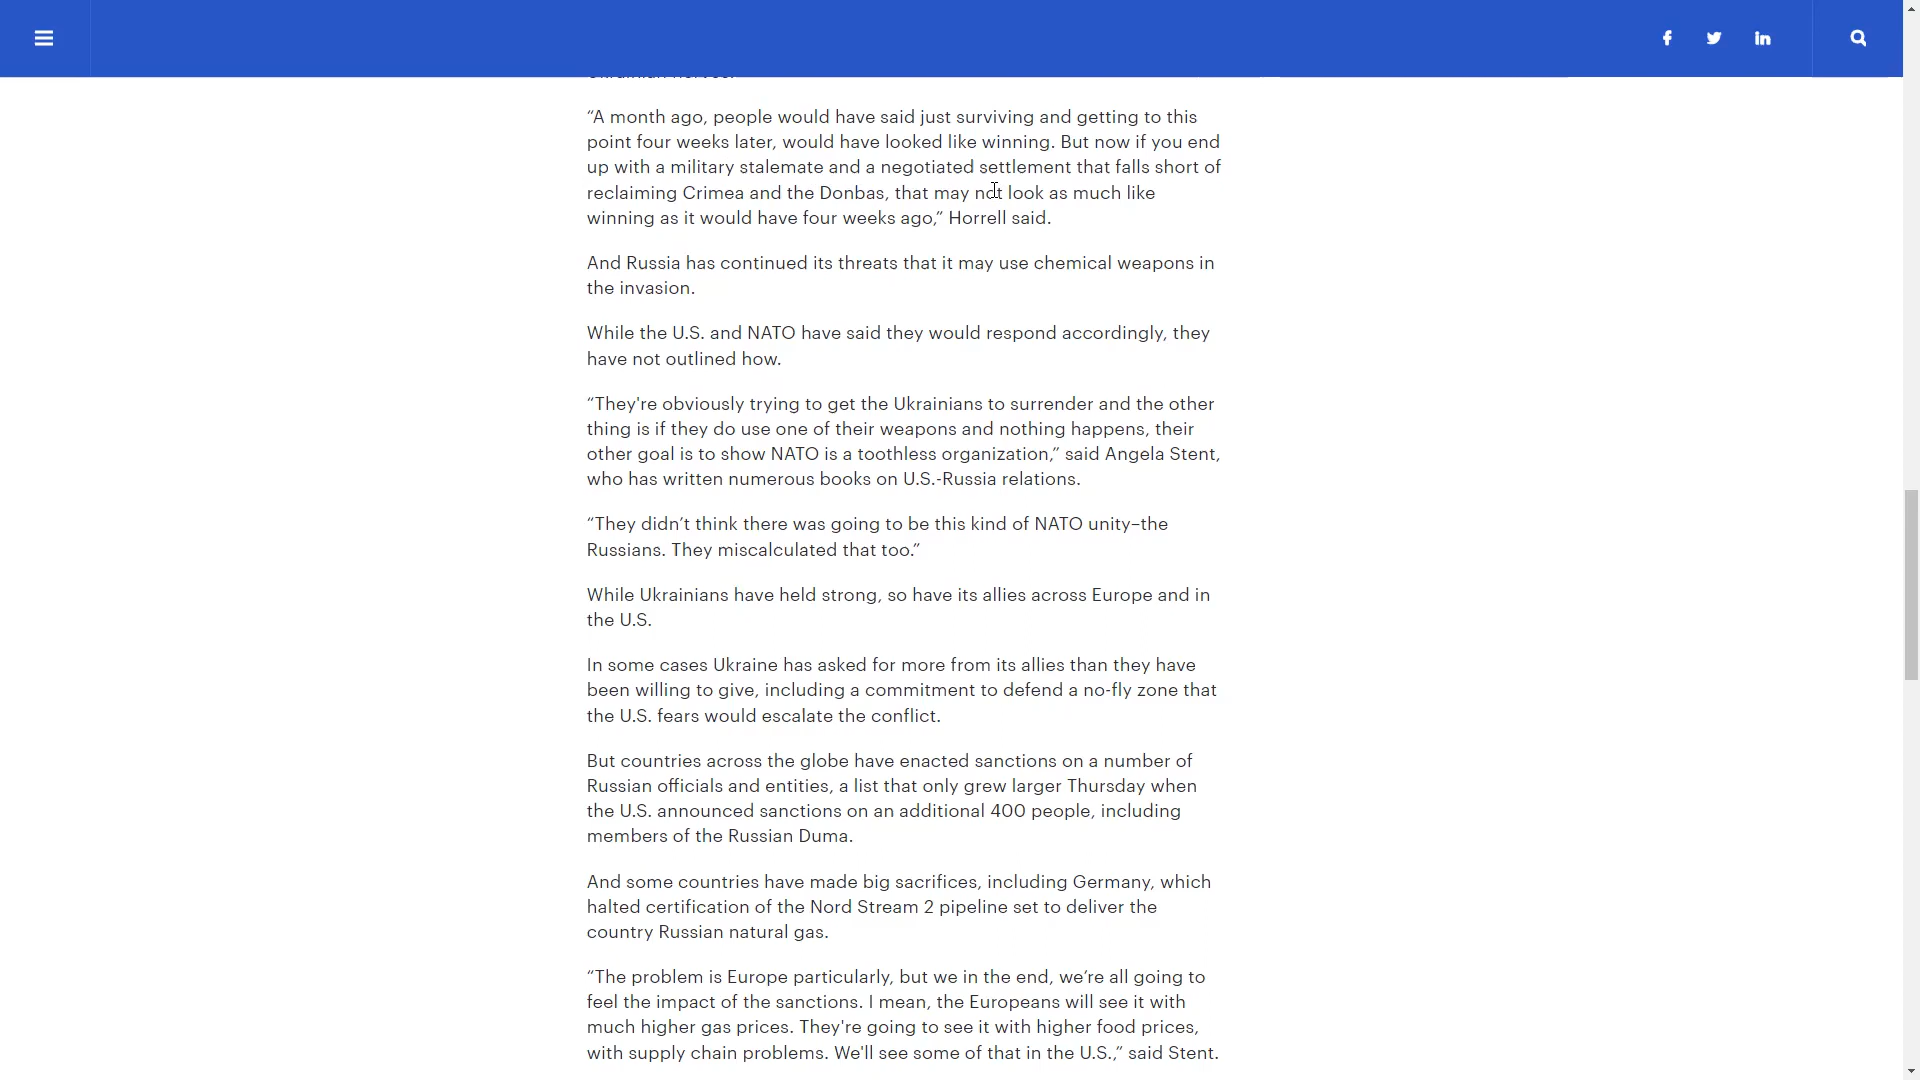 “A month ago, people would have said just surviving and getting to this
point four weeks later, would have looked like winning. But now if you end
up with a military stalemate and a negotiated settlement that falls short of
reclaiming Crimea and the Donbas, that may not look as much like
winning as it would have four weeks ago,” Horrell said.
And Russia has continued its threats that it may use chemical weapons in
the invasion.
While the U.S. and NATO have said they would respond accordingly, they
have not outlined how.
“They're obviously trying to get the Ukrainians to surrender and the other
thing is if they do use one of their weapons and nothing happens, their
other goal is to show NATO is a toothless organization,” said Angela Stent,
who has written numerous books on U.S.-Russia relations.
“They didn’t think there was going to be this kind of NATO unity–the
Russians. They miscalculated that too.”
While Ukrainians have held strong, so have its allies across Europe and in
the U.S.
In some cases Ukraine has asked for more from its allies than they have
been willing to give, including a commitment to defend a no-fly zone that
the U.S. fears would escalate the conflict.
But countries across the globe have enacted sanctions on a number of
Russian officials and entities, a list that only grew larger Thursday when
the U.S. announced sanctions on an additional 400 people, including
members of the Russian Duma.
And some countries have made big sacrifices, including Germany, which
halted certification of the Nord Stream 2 pipeline set to deliver the
country Russian natural gas.
“The problem is Europe particularly, but we in the end, we’re all going to
feel the impact of the sanctions. I mean, the Europeans will see it with
much higher gas prices. They're going to see it with higher food prices,
with supply chain problems. We'll see some of that in the U.S.,” said Stent.